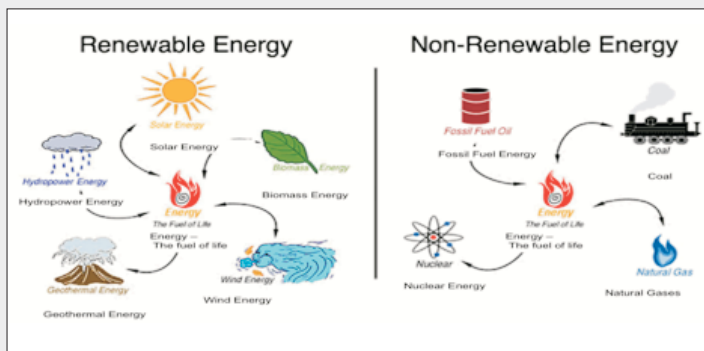 Renewable Energy
Solar Energy
Solar Energy
Biomass Energy
Biomass Energy
Hydropower Energy
Hydropower Energy
Energy
The Fuel of Life
Energy –
The fuel of life
Geothermal Energy
Geothermal Energy
Wind Energy
Wind Energy
Non-Renewable Energy
Fossil Fuel Oil
Fossil Fuel Energy
Coal
Coal
Energy
The Fuel of Life
Energy –
The fuel of life
Nuclear
Nuclear Energy
Natural Gas
Natural Gases